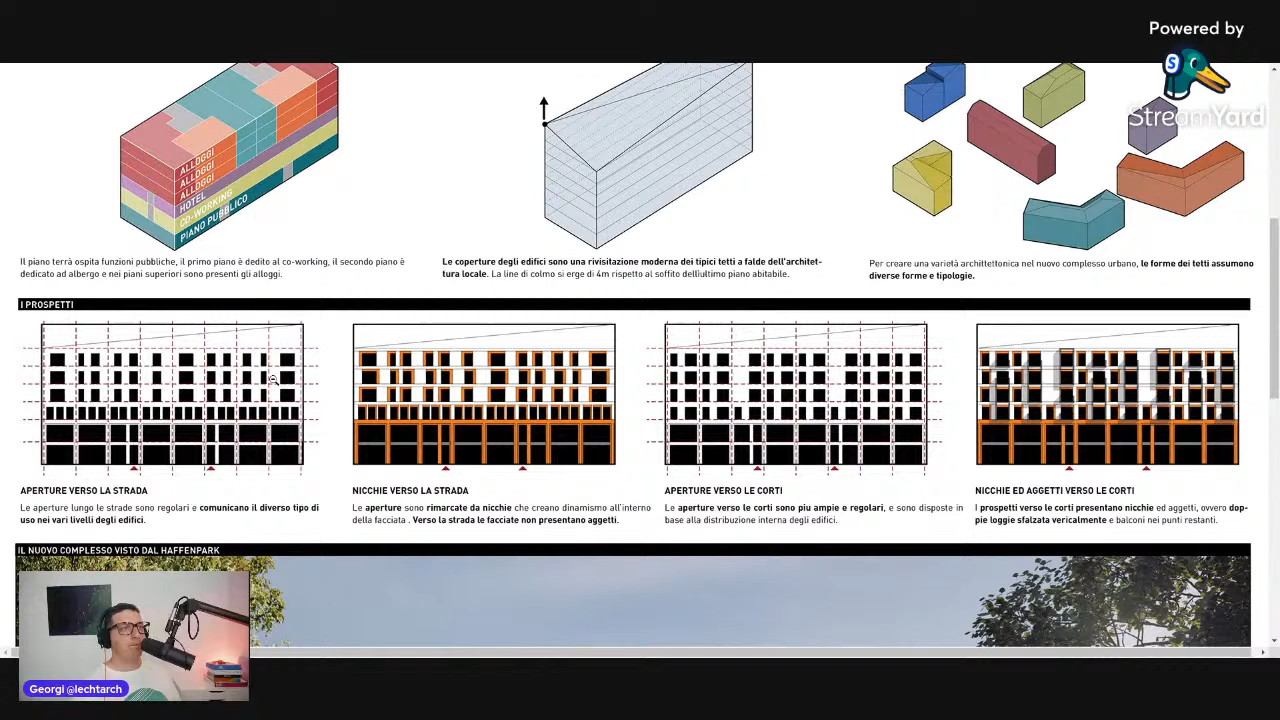 Powered by
StreamYard
ALLOGGI
ALLOGGI
ALLOGGI
HOTEL
CO-WORKING
PIANO PUBBLICO
Il piano terrà ospita funzioni pubbliche, il primo piano è dedito al co-working, il secondo piano è
dedicato ad albergo e nei piani superiori sono presenti gli alloggi.
Le coperture degli edifici sono una rivisitazione moderna dei tipici tetti a falde dell'architet-
tura locale. La line di colmo si erge di 4m rispetto al soffito dell'ultimo piano abitabile.
Per creare una varietà architettonica nel nuovo complesso urbano, le forme dei tetti assumono
diverse forme e tipologie.
I PROSPETTI
APERTURE VERSO LA STRADA
Le aperture lungo le strade sono regolari e comunicano il diverso tipo di
uso nei vari livelli degli edifici.
NICCHIE VERSO LA STRADA
Le aperture sono rimarcate da nicchie che creano dinamismo all'interno
della facciata . Verso la strada le facciate non presentano aggetti.
APERTURE VERSO LE CORTI
Le aperture verso le corti sono piu ampie e regolari, e sono disposte in
base alla distribuzione interna degli edifici.
NICCHIE ED AGGETTI VERSO LE CORTI
I prospetti verso le corti presentano nicchie ed aggetti, ovvero dop-
pie loggie sfalzata vericalmente e balconi nei punti restanti.
IL NUOVO COMPLESSO VISTO DAL HAFFENPARK
Georgi @lechtarch